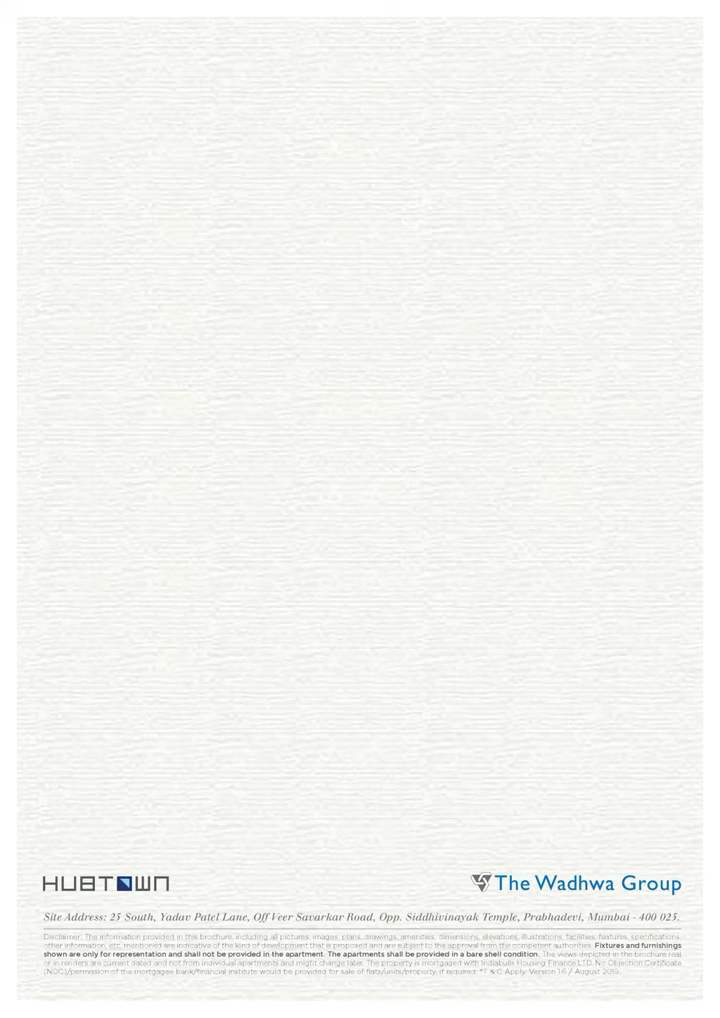 HUBTOWN
The Wadhwa Group
Site Address: 25 South, Yadav Patel Lane, Off Veer Savarkar Road, Opp. Siddhivinayak Temple, Prabhadevi, Mumbai - 400 025.
Disclaimer: The information provided in this brochure, including all pictures, images, plans, drawings, amenities, dimensions, elevations, illustrations, facilities, features, specifications,
other information, etc. mentioned are indicative of the kind of development that is proposed and are subject to the approval from the competent authorities. Fixtures and furnishings
shown are only for representation and shall not be provided in the apartment. The apartments shall be provided in a bare shell condition. The views depicted in the brochure real
or in renders are current dated and not from individual apartments and might change later. The property is mortgaged with Indiabulls Housing Finance LTD. No Objection Certificate
(NOC)/permission of the mortgagee bank/financial institute would be provided for sale of flats/units/property, if required. *T & C Apply. Version 1.6 / August 2019.